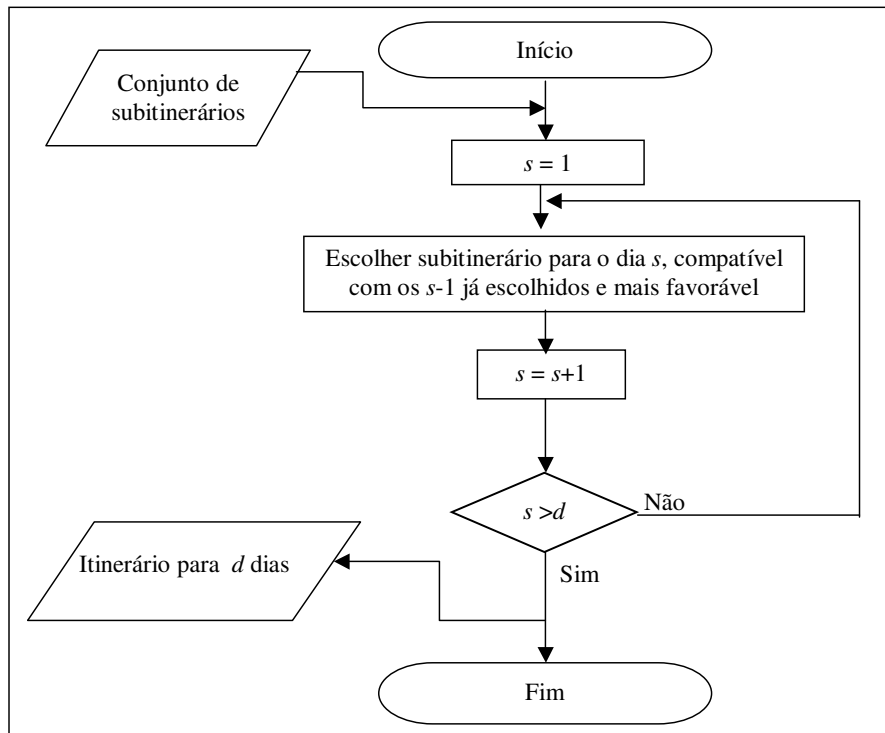 Início
Conjunto de
subitinerários
s = 1
Escolher subitinerário para o dia s, compatível
com os s-1 já escolhidos e mais favorável
s = s+1
s >d
Não
Sim
Itinerário para d dias
Fim